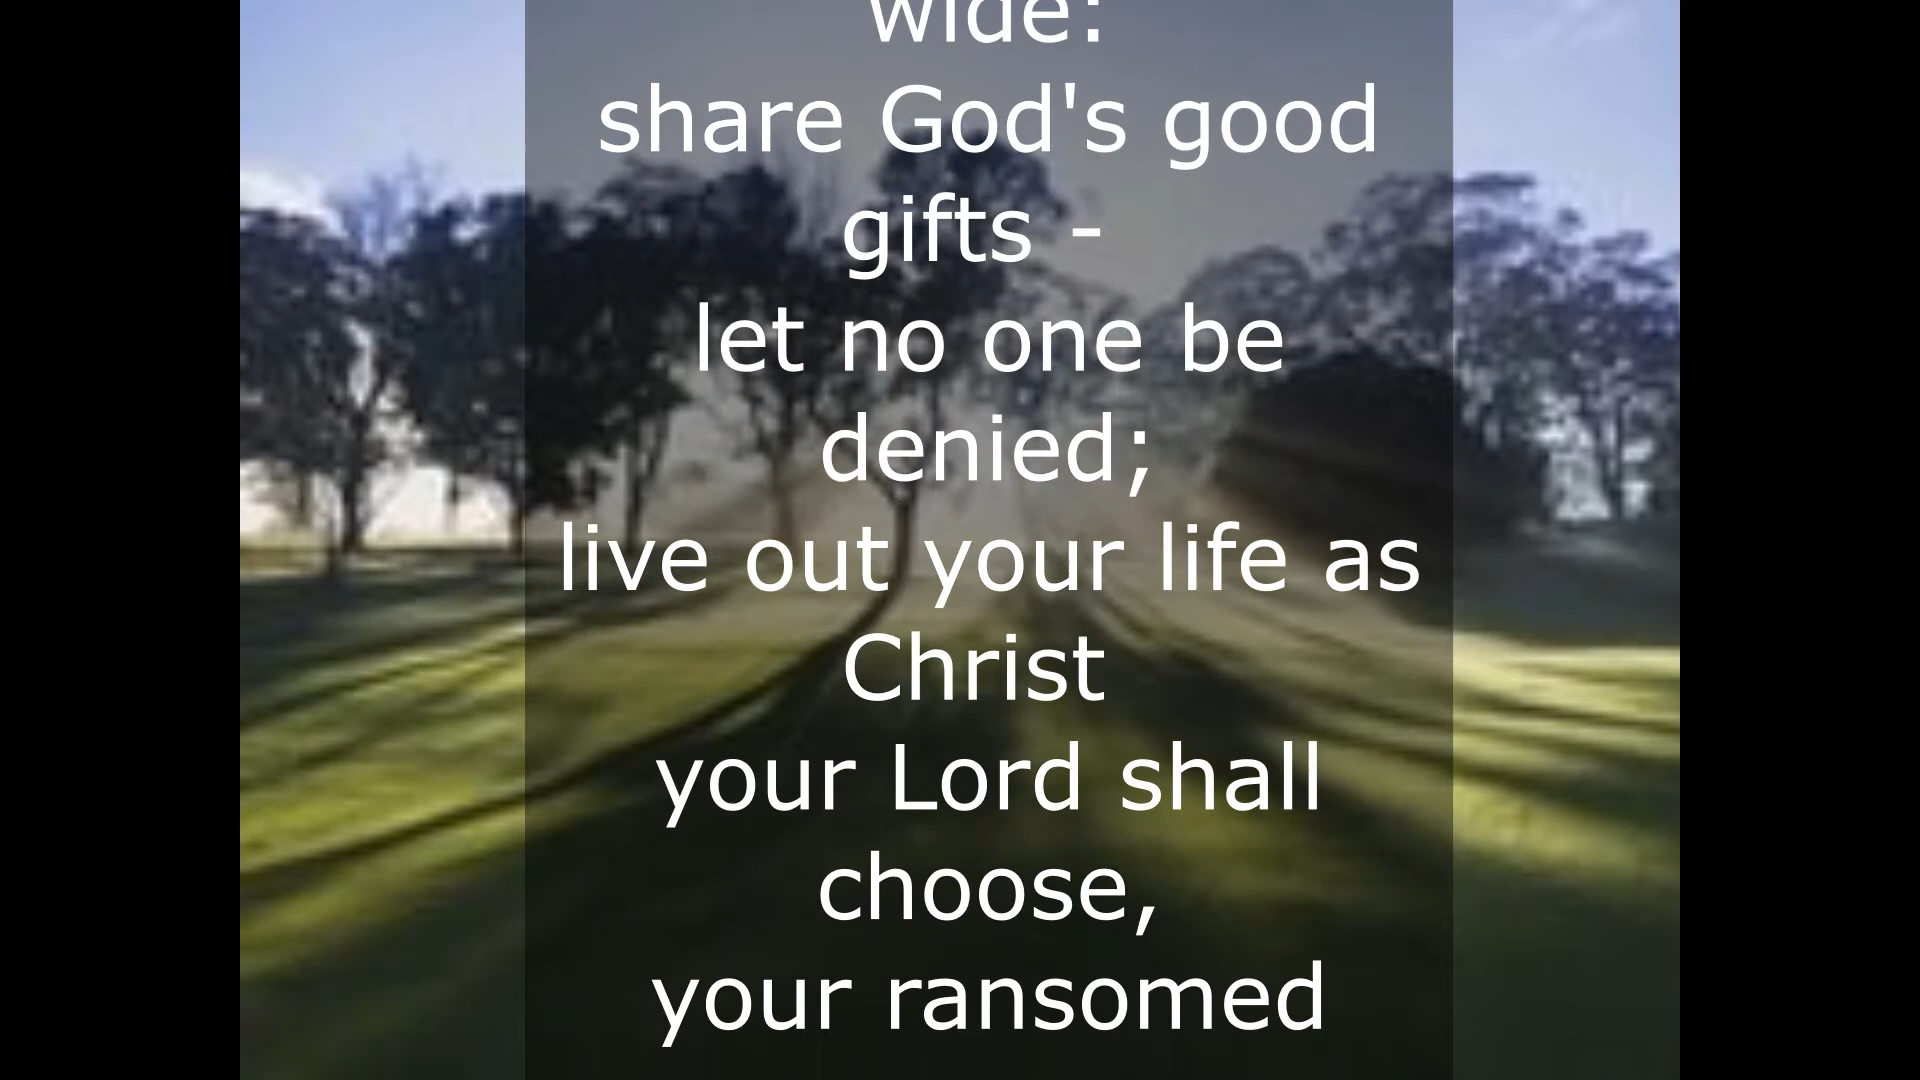 wide:
share God's good
gifts -
let no one be
denied;
live out your life as
Christ
your Lord shall
choose,
your ransomed